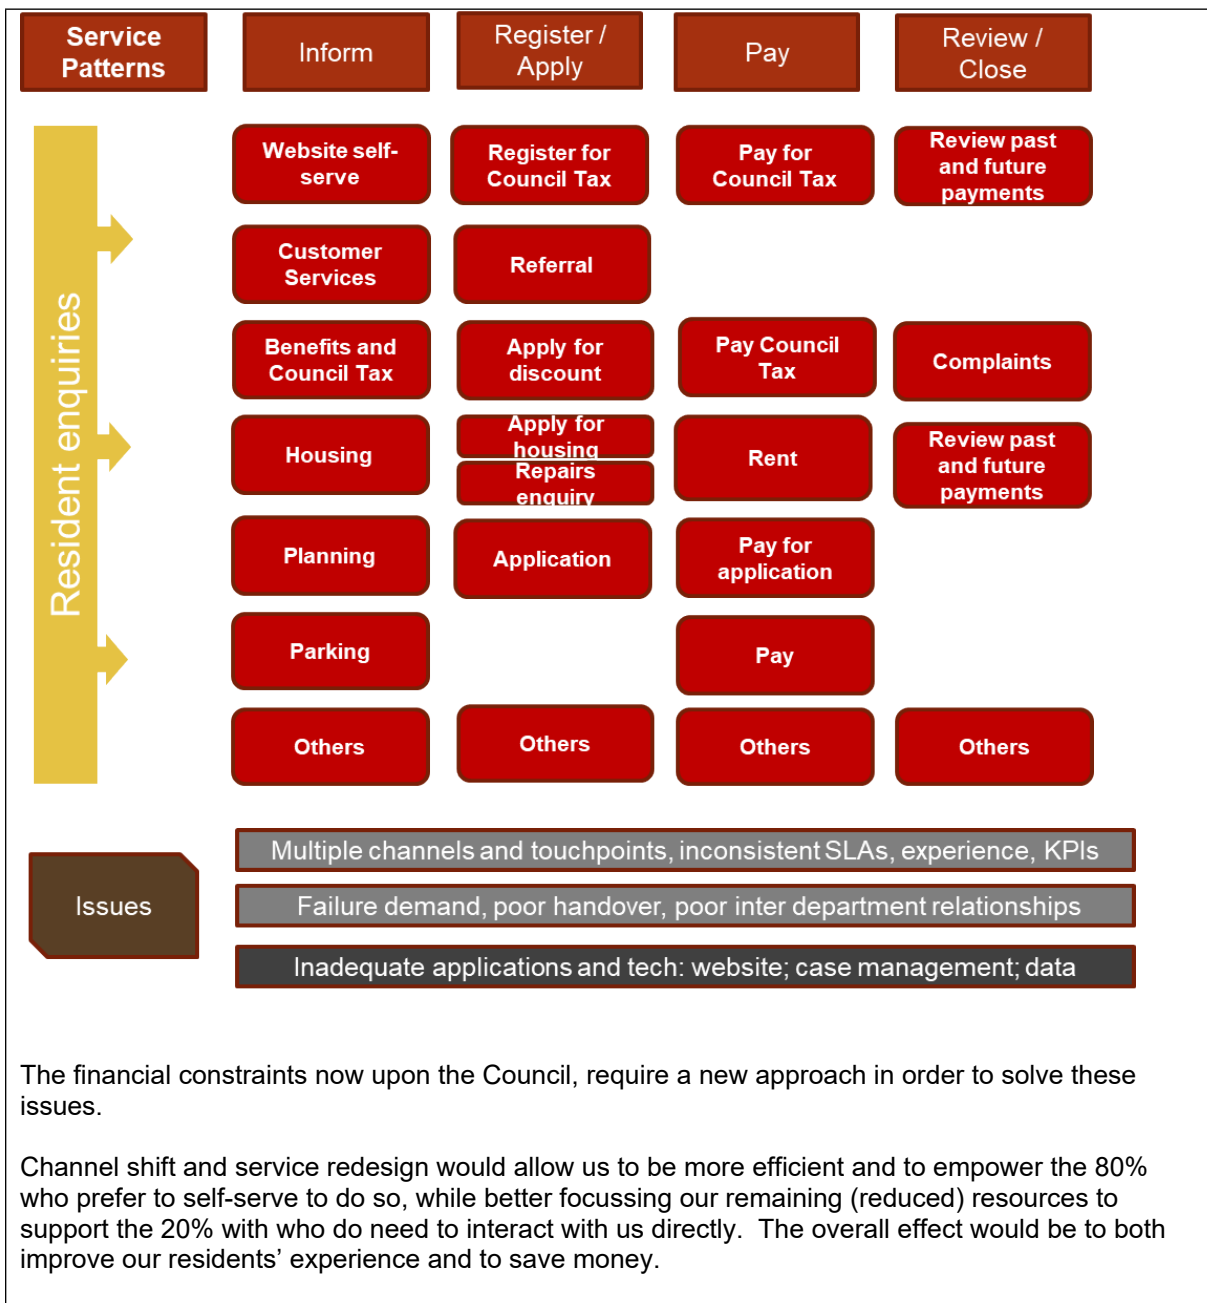 Service
Patterns
Inform
Register /
Apply
Pay
Review /
Close
Resident enquiries
Website self-
serve
Register for
Council Tax
Pay for
Council Tax
Review past
and future
payments
Customer
Services
Referral
Benefits and
Council Tax
Apply for
discount
Pay Council
Tax
Complaints
Housing
Apply for
housing
Repairs
enquiry
Rent
Review past
and future
payments
Planning
Application
Pay for
application
Parking
Pay
Others
Others
Others
Others
Issues
Multiple channels and touchpoints, inconsistent SLAs, experience, KPIs
Failure demand, poor handover, poor inter department relationships
Inadequate applications and tech: website; case management; data
The financial constraints now upon the Council, require a new approach in order to solve these
issues.
Channel shift and service redesign would allow us to be more efficient and to empower the 80%
who prefer to self-serve to do so, while better focussing our remaining (reduced) resources to
support the 20% with who do need to interact with us directly.  The overall effect would be to both
improve our residents’ experience and to save money.